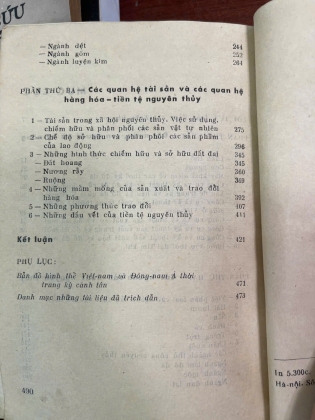 ỨU
— Ngành dệt 244
— Ngành gốm 252
— Ngành luyện kim 264
PHẦN THỨ BA — Các quan hệ tài sản và các quan hệ
hàng hóa – tiền tệ nguyên thủy
1 — Tài sản trong xã hội nguyên thủy. Việc sử dụng,
chiếm hữu và phân phối các sản vật tự nhiên 275
2 — Chế độ sở hữu và phân phối các sản phẩm
của lao động 296
3 — Những hình thức chiếm hữu và sở hữu đất đai 345
— Đất hoang 345
— Nương rẫy 360
— Ruộng 369
4 — Những mầm mống của sản xuất và trao đổi
hàng hóa 392
5 — Những phương thức trao đổi 407
6 — Những dấu vết của tiền tệ nguyên thủy 411
Kết luận 421
PHỤ LỤC:
Bản đồ hình thể Việt-nam và Đông-nam Á thời
trung kỳ cánh tân 471
Danh mục những tài liệu đã trích dẫn 473
490
In 5.300c.
Hà-nội. Số